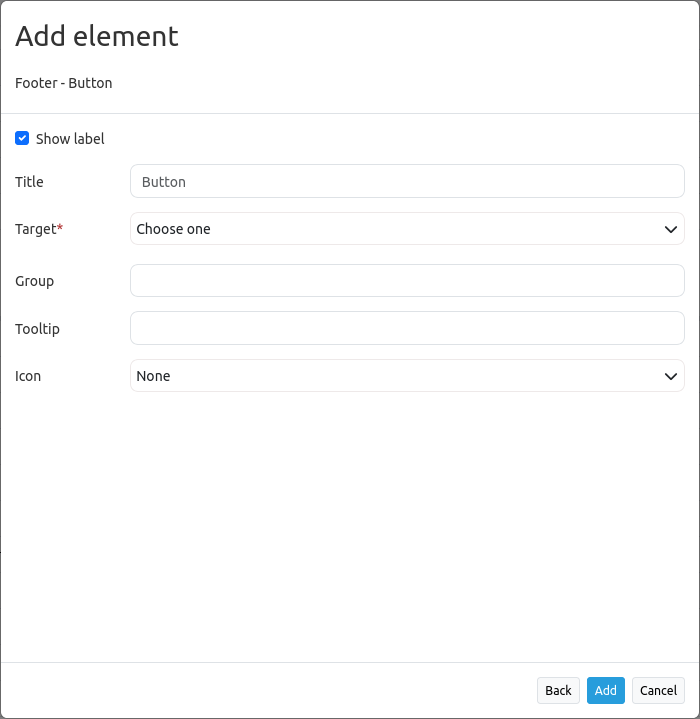 Add element
Footer - Button
Show label
Title Button
Target* Choose one
Group
Tooltip
Icon None
Back Add Cancel